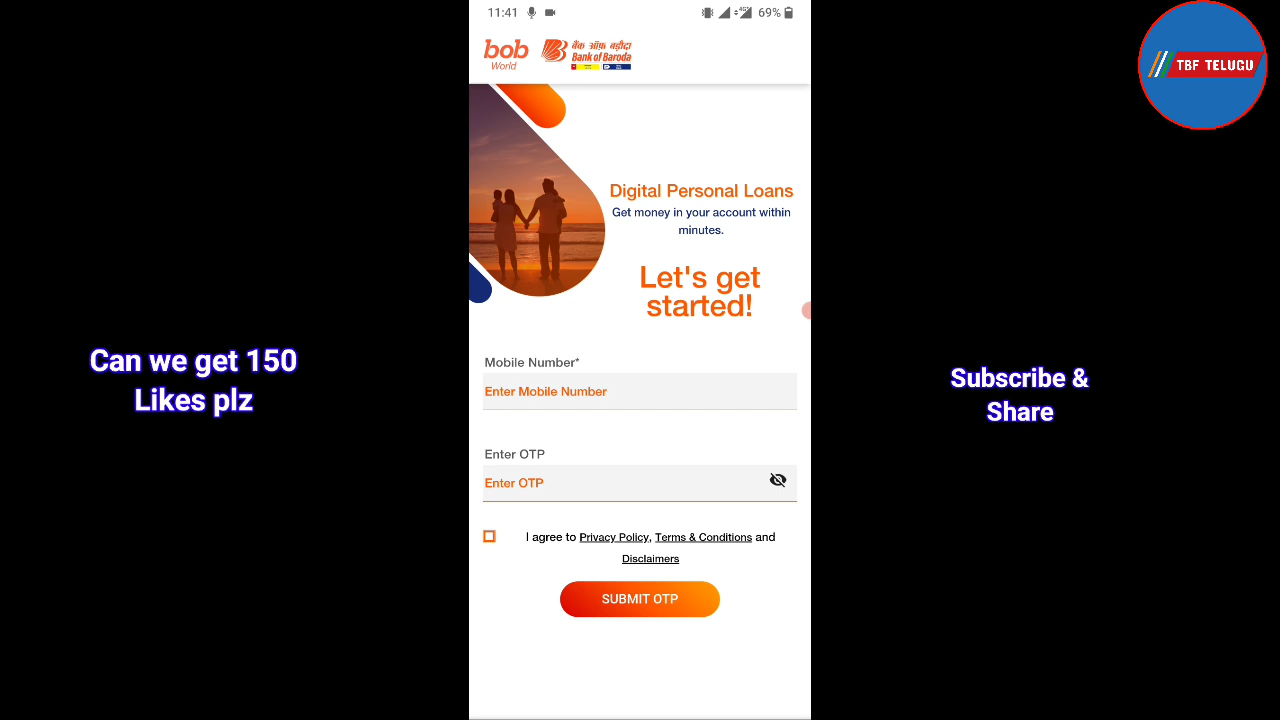 11:41
4G
69%
bob
World
बैंक ऑफ़ बड़ौदा
Bank of Baroda
TBF TELUGU
Digital Personal Loans
Get money in your account within
minutes.
Let's get
started!
Can we get 150
Likes plz
Subscribe &
Share
Mobile Number*
Enter Mobile Number
Enter OTP
Enter OTP
I agree to Privacy Policy, Terms & Conditions and
Disclaimers
SUBMIT OTP